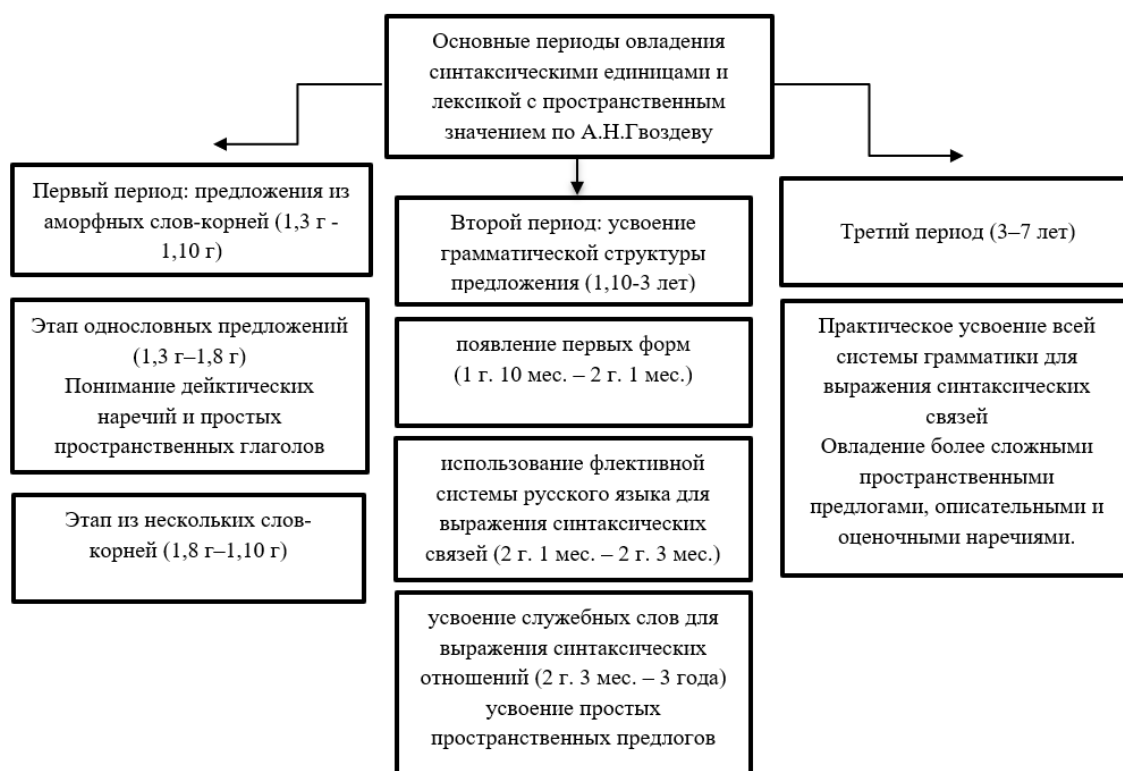 Основные периоды овладения
синтаксическими единицами и
лексикой с пространственным
значением по А.Н.Гвоздеву
Первый период: предложения из
аморфных слов-корней (1,3 г -
1,10 г)
Этап однословных предложений
(1,3 г–1,8 г)
Понимание дейктических
наречий и простых
пространственных глаголов
Этап из нескольких слов-
корней (1,8 г–1,10 г)
Второй период: усвоение
грамматической структуры
предложения (1,10-3 лет)
появление первых форм
(1 г. 10 мес. – 2 г. 1 мес.)
использование флективной
системы русского языка для
выражения синтаксических
связей (2 г. 1 мес. – 2 г. 3 мес.)
усвоение служебных слов для
выражения синтаксических
отношений (2 г. 3 мес. – 3 года)
усвоение простых
пространственных предлогов
Третий период (3–7 лет)
Практическое усвоение всей
системы грамматики для
выражения синтаксических
связей
Овладение более сложными
пространственными
предлогами, описательными и
оценочными наречиями.